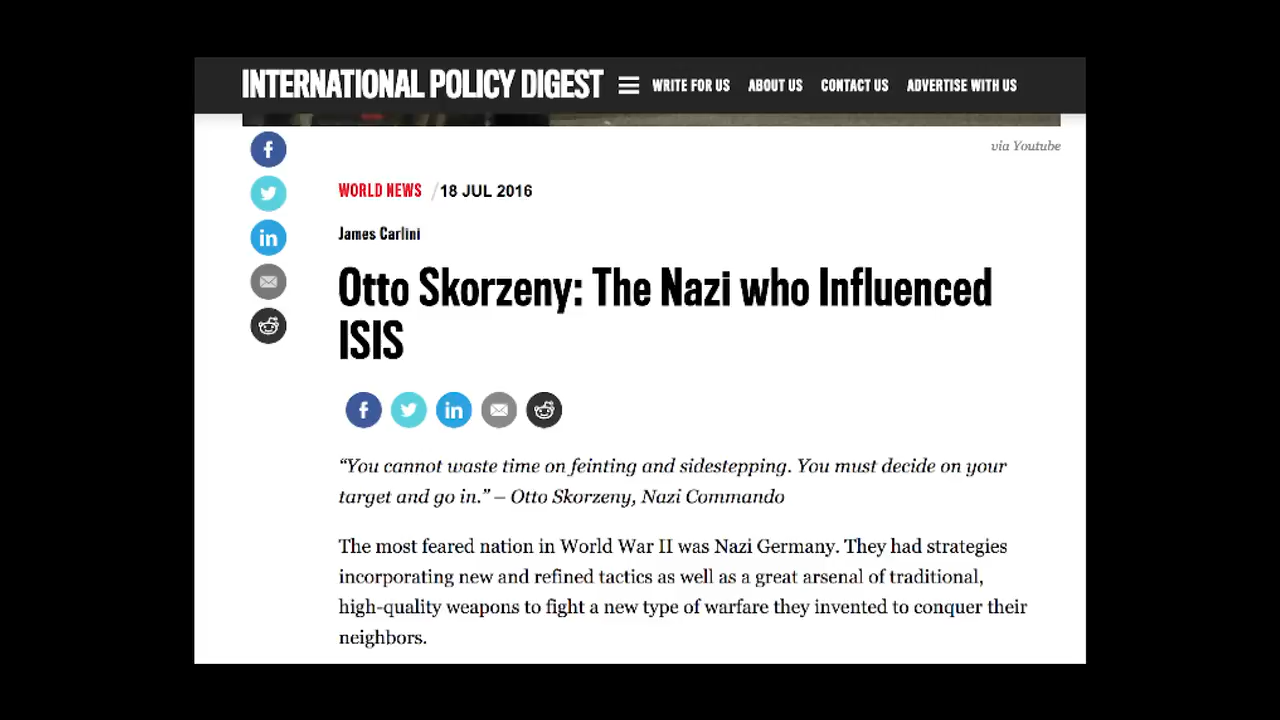 INTERNATIONAL POLICY DIGEST WRITE FOR US ABOUT US CONTACT US ADVERTISE WITH US
via Youtube
WORLD NEWS / 18 JUL 2016
James Carlini
Otto Skorzeny: The Nazi who Influenced
ISIS
“You cannot waste time on feinting and sidestepping. You must decide on your
target and go in.” – Otto Skorzeny, Nazi Commando
The most feared nation in World War II was Nazi Germany. They had strategies
incorporating new and refined tactics as well as a great arsenal of traditional,
high-quality weapons to fight a new type of warfare they invented to conquer their
neighbors.